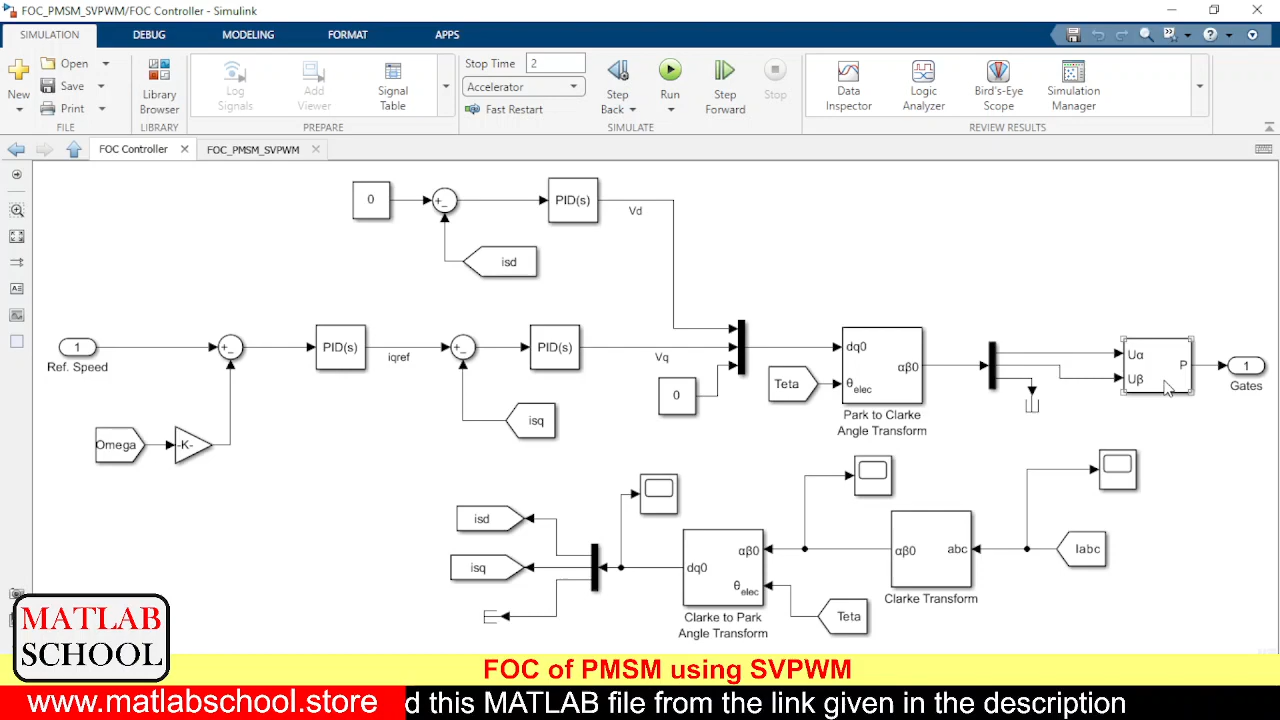 FOC_PMSM_SVPWM/FOC Controller - Simulink
SIMULATION
DEBUG
MODELING
FORMAT
APPS
New
Open
Save
Print
FILE
Library
Browser
LIBRARY
Log
Signals
Add
Viewer
Signal
Table
PREPARE
Stop Time
2
Accelerator
Fast Restart
Step
Back
Run
Step
Forward
Stop
SIMULATE
Data
Inspector
Logic
Analyzer
Bird's-Eye
Scope
Simulation
Manager
REVIEW RESULTS
FOC Controller
FOC_PMSM_SVPWM
0
+_
PID(s)
Vd
isd
1
Ref. Speed
+_
PID(s)
iqref
+_
PID(s)
Vq
isq
0
Omega
-K-
Teta
dq0
θelec
αβ0
Park to Clarke
Angle Transform
Uα
Uβ
P
1
Gates
isd
isq
dq0
αβ0
θelec
Clarke to Park
Angle Transform
Teta
αβ0
abc
Clarke Transform
Iabc
MATLAB
SCHOOL
FOC of PMSM using SVPWM
www.matlabschool.store
d this MATLAB file from the link given in the description